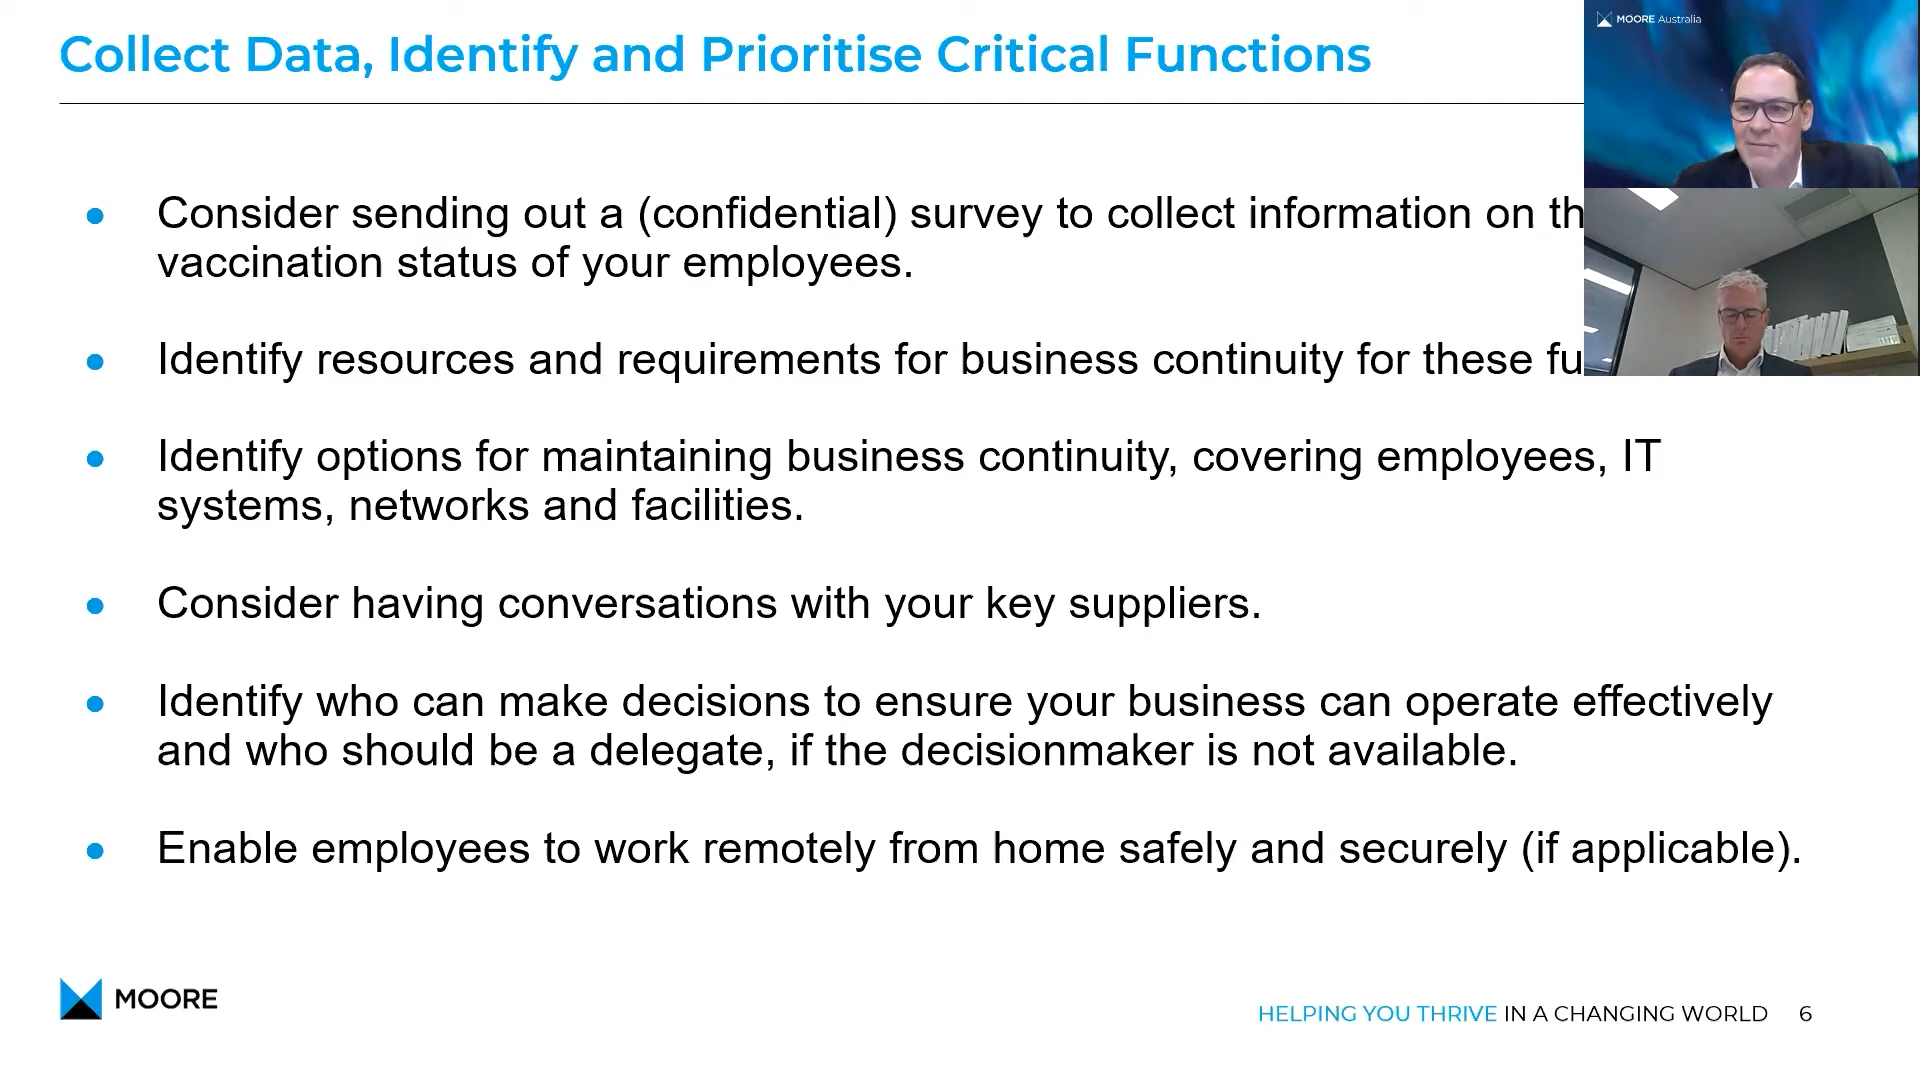 Collect Data, Identify and Prioritise Critical Functions
MOORE Australia
Consider sending out a (confidential) survey to collect information on
vaccination status of your employees.
Identify resources and requirements for business continuity for these
Identify options for maintaining business continuity, covering employees, IT
systems, networks and facilities.
Consider having conversations with your key suppliers.
Identify who can make decisions to ensure your business can operate effectively
and who should be a delegate, if the decisionmaker is not available.
Enable employees to work remotely from home safely and securely (if applicable).
MOORE
HELPING YOU THRIVE IN A CHANGING WORLD 6